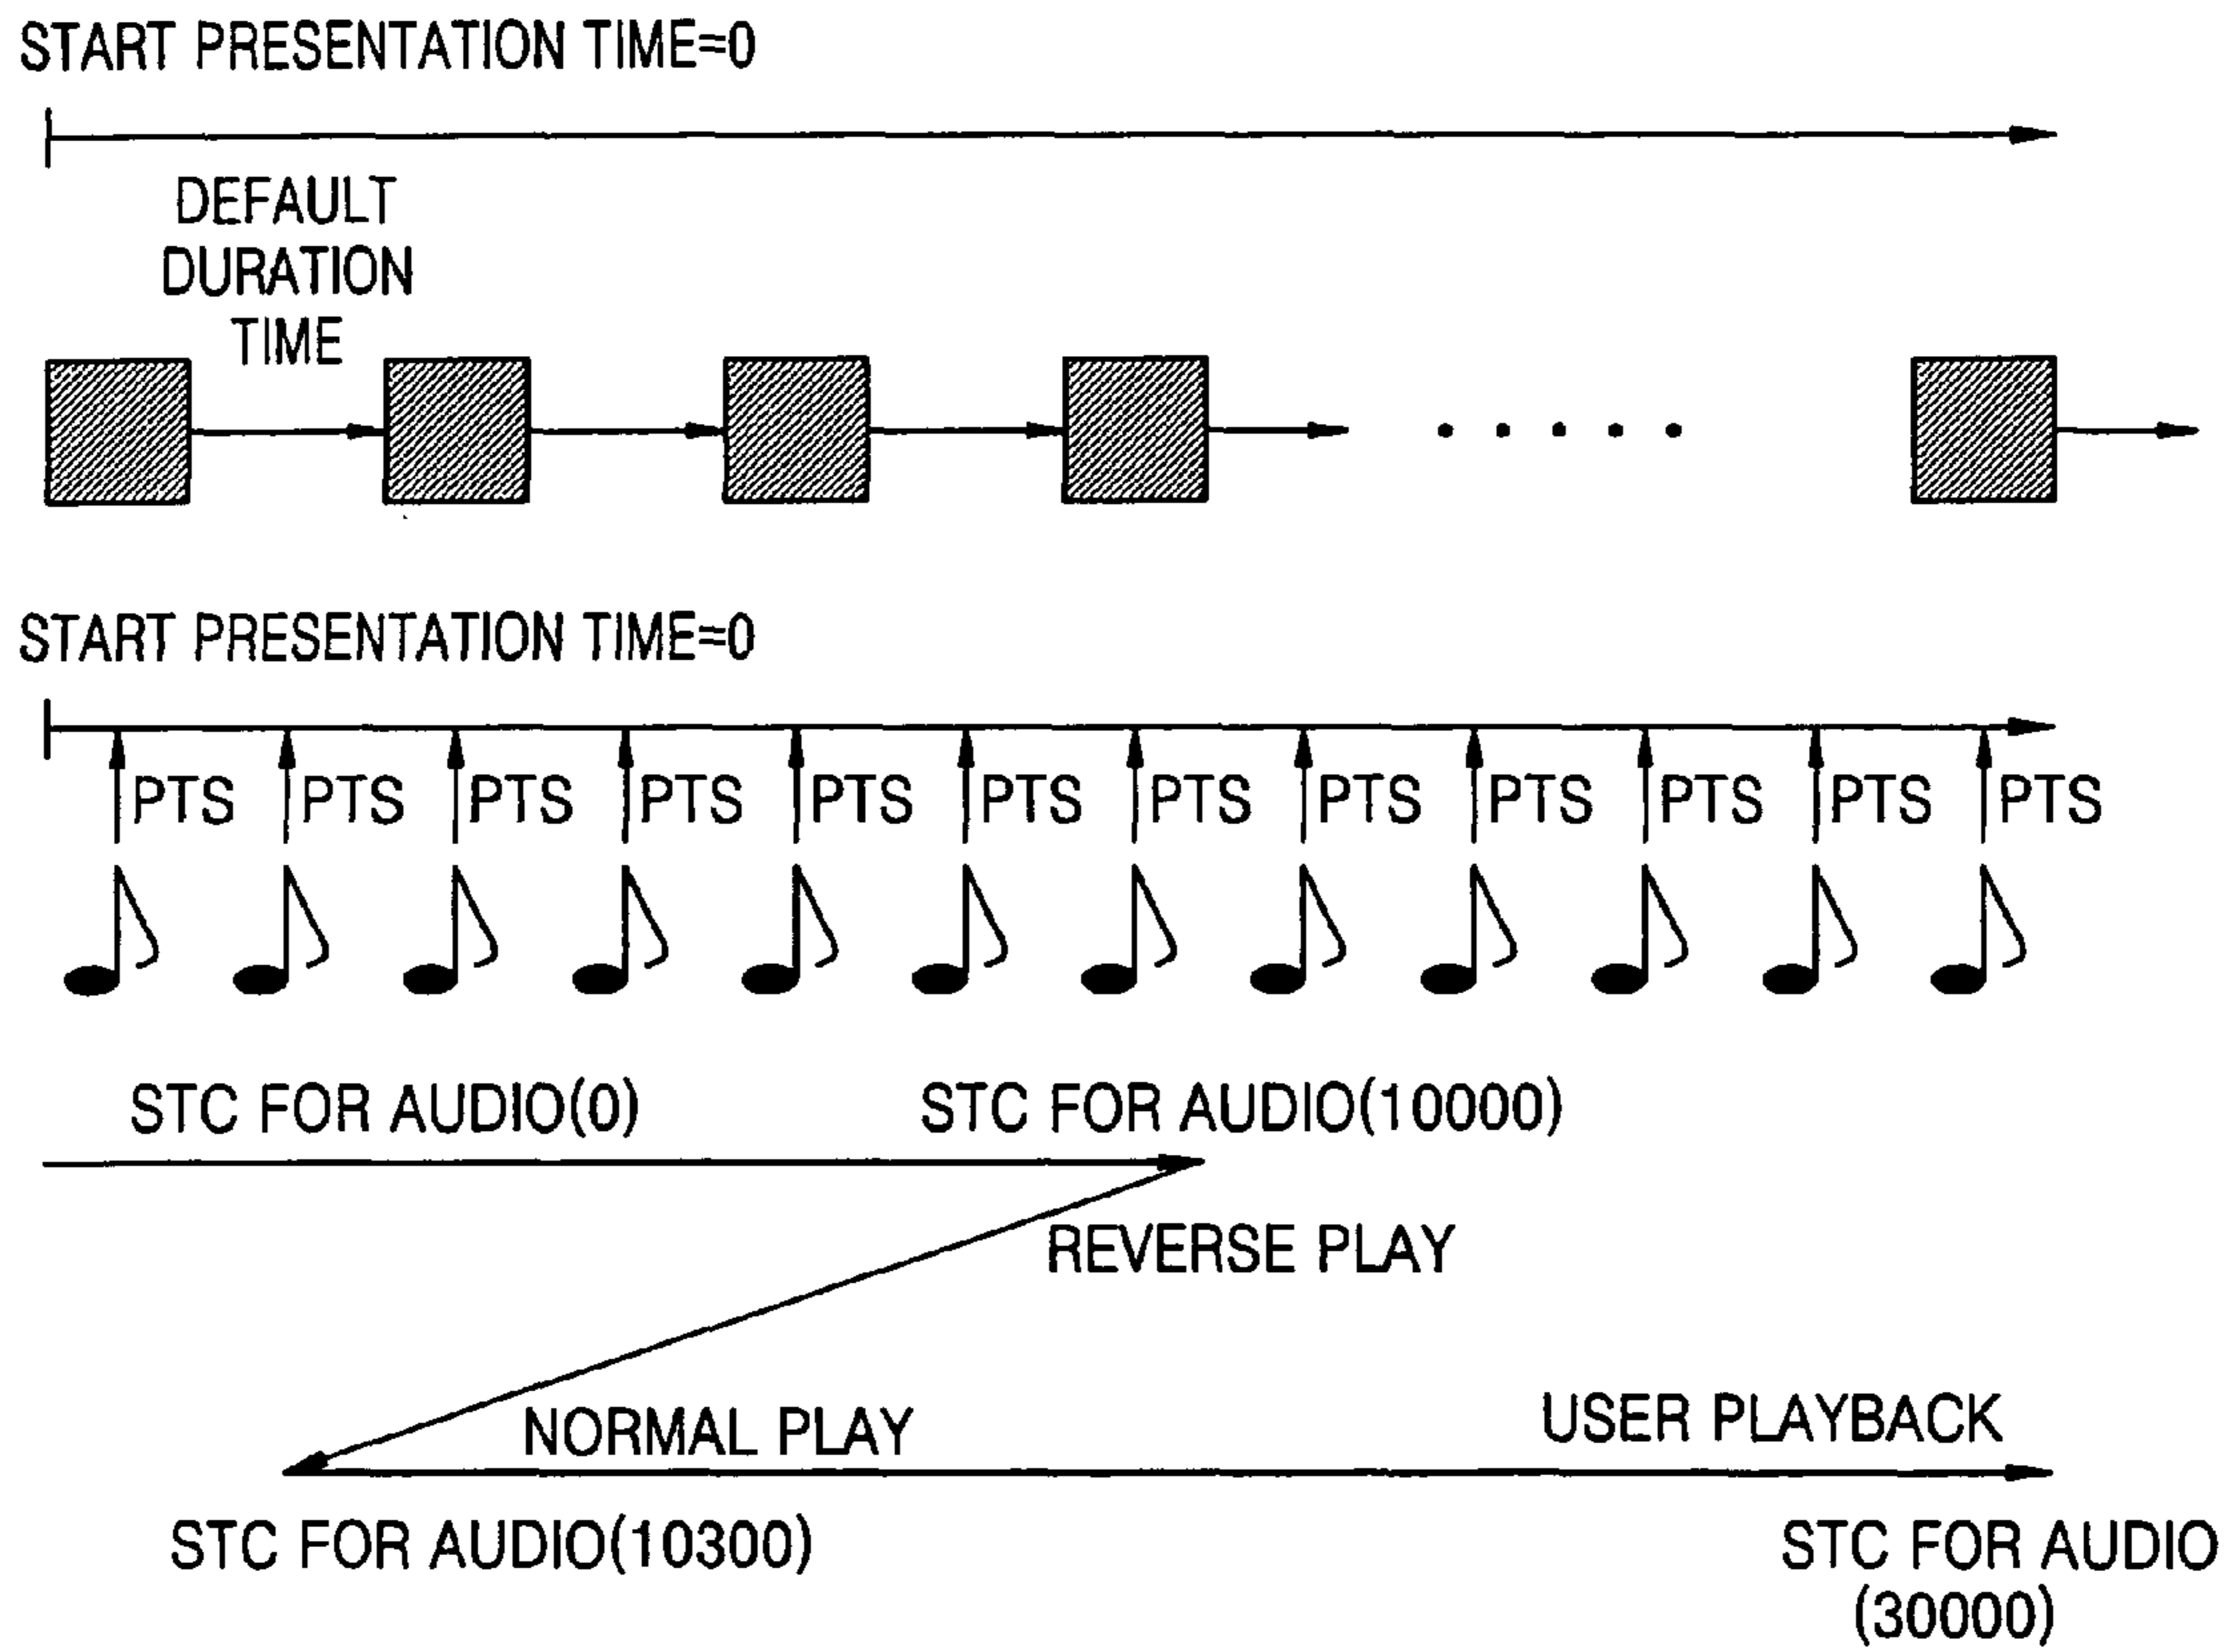 START PRESENTATION TIME=0
DEFAULT
DURATION
TIME
START PRESENTATION TIME=0
PTS PTS PTS PTS PTS PTS PTS PTS PTS PTS PTS PTS
STC FOR AUDIO(0) STC FOR AUDIO(10000)
REVERSE PLAY
NORMAL PLAY USER PLAYBACK
STC FOR AUDIO(10300) STC FOR AUDIO
(30000)